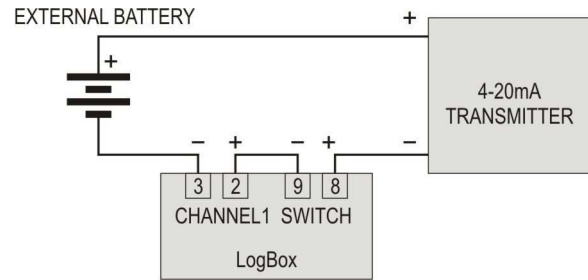 EXTERNAL BATTERY
+
+
4-20mA
TRANSMITTER
− + − + −
3 2 9 8
CHANNEL1 SWITCH
LogBox